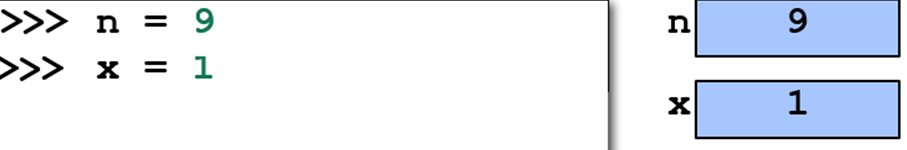 >>> n = 9
>>> x = 1
n 9
x 1